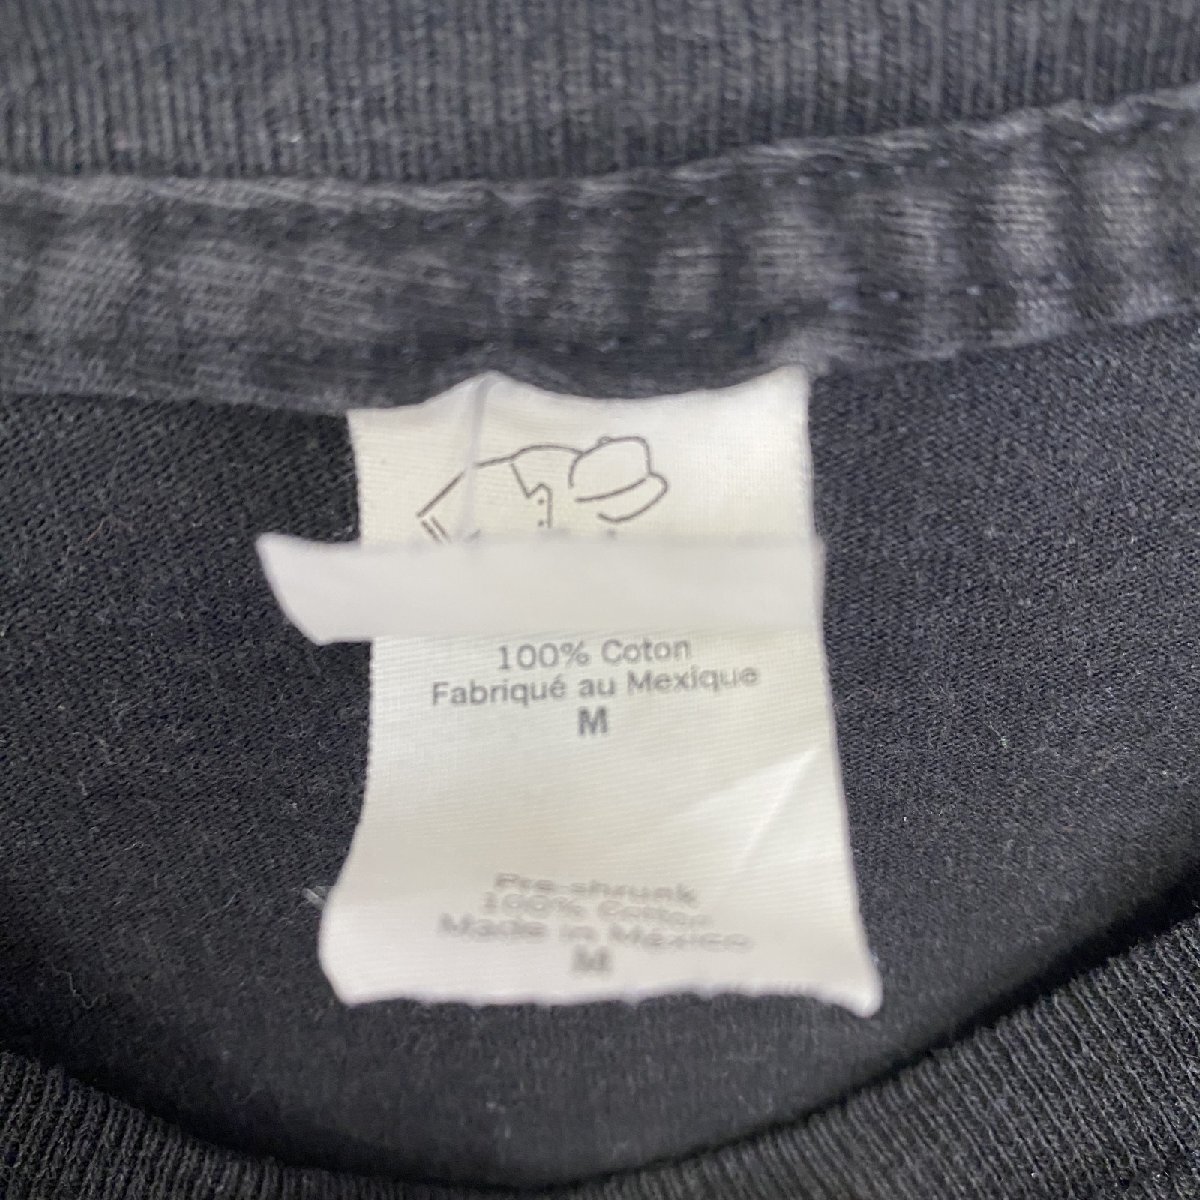 100% Coton
Fabriqué au Mexique
M
Pre-shrunk
100% Cotton
Made in Mexico
M